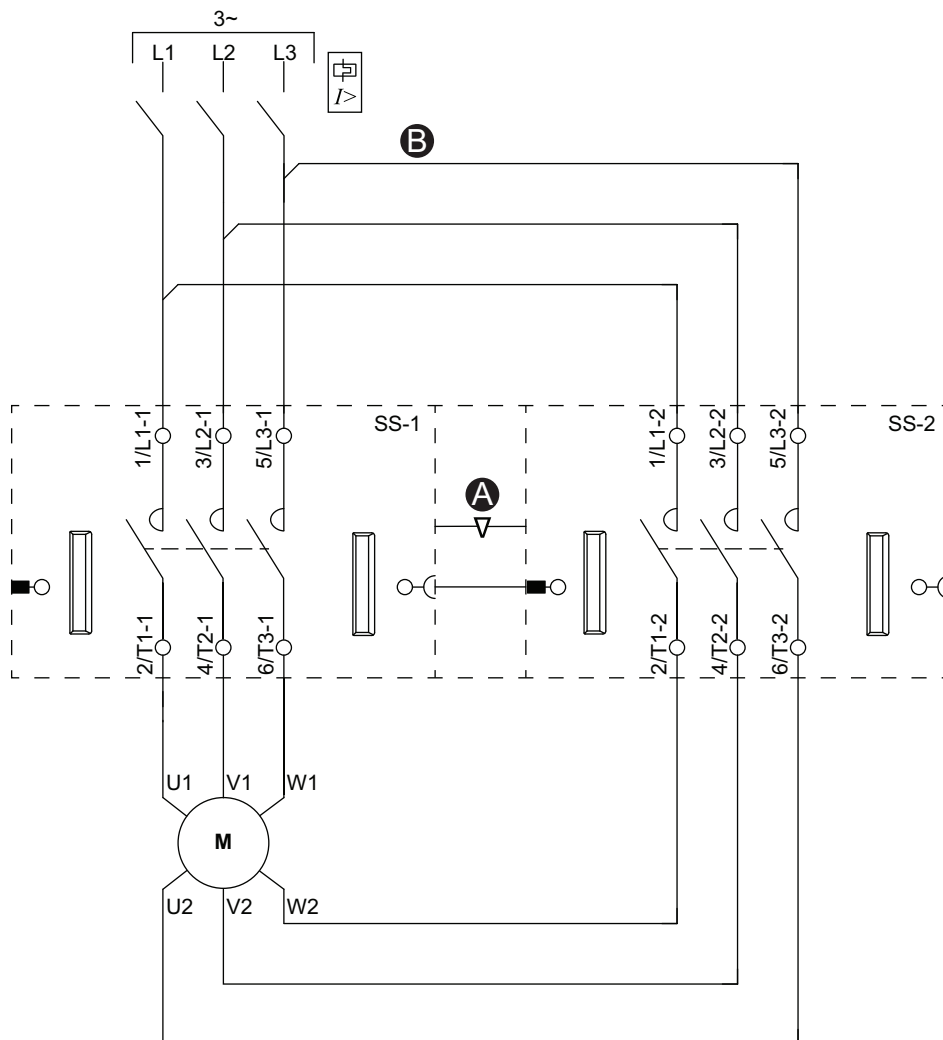 3~
L1 L2 L3
I>
B
SS-1
SS-2
1/L1-1
3/L2-1
5/L3-1
1/L1-2
3/L2-2
5/L3-2
A
2/T1-1
4/T2-1
6/T3-1
2/T1-2
4/T2-2
6/T3-2
U1 V1 W1
M
U2 V2 W2